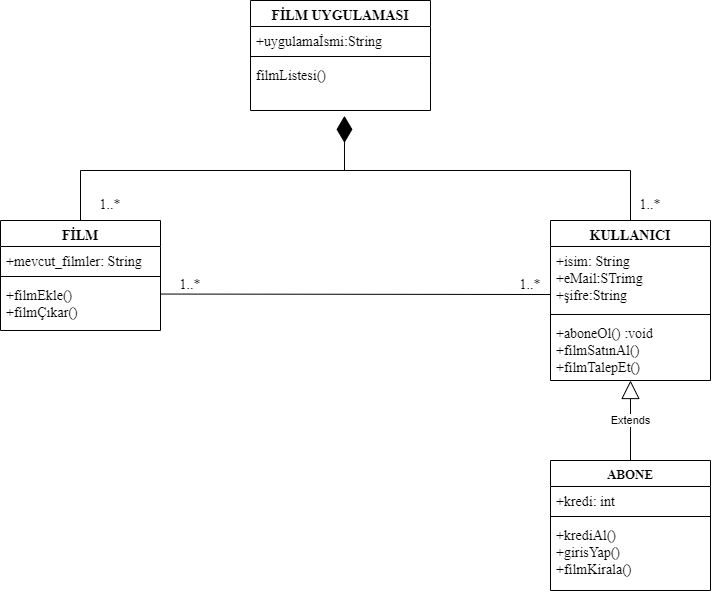 FİLM UYGULAMASI
+uygulamaİsmi:String
filmListesi()
1..*
1..*
FİLM
+mevcut_filmler: String
+filmEkle()
+filmÇıkar()
1..*
1..*
KULLANICI
+isim: String
+eMail:STrimg
+şifre:String
+aboneOl() :void
+filmSatınAl()
+filmTalepEt()
Extends
ABONE
+kredi: int
+krediAl()
+girisYap()
+filmKirala()